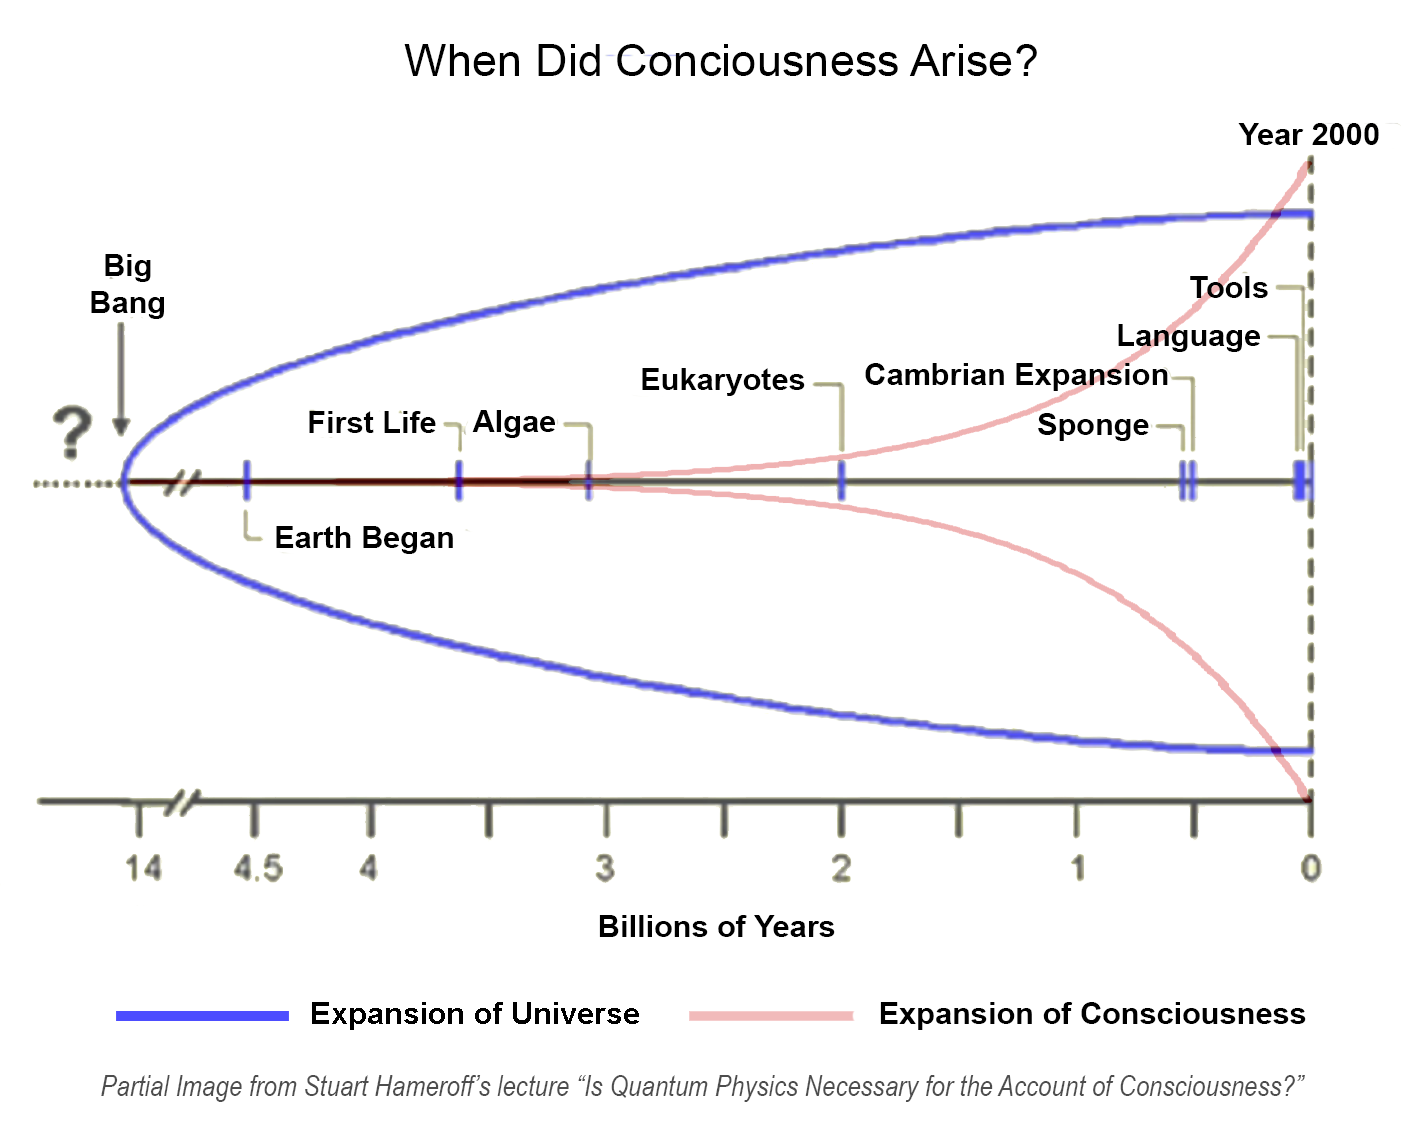 When Did Conciousness Arise?
Year 2000
Big
Bang
?
Tools
Language
Eukaryotes
Cambrian Expansion
First Life
Algae
Sponge
Earth Began
14 4.5 4 3 2 1 0
Billions of Years
Expansion of Universe
Expansion of Consciousness
Partial Image from Stuart Hameroff’s lecture “Is Quantum Physics Necessary for the Account of Consciousness?”